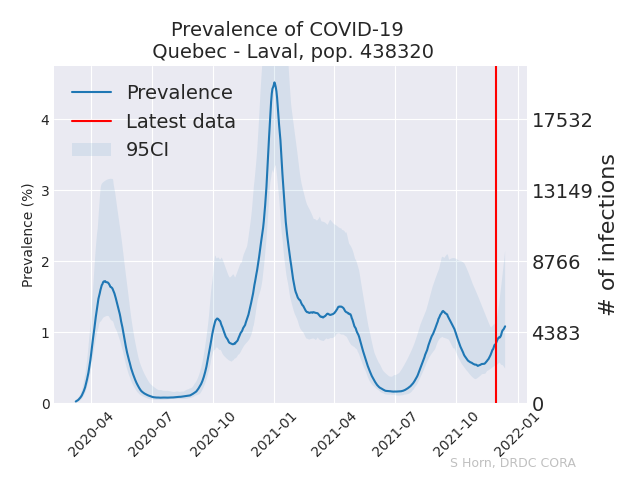 Prevalence of COVID-19
Quebec - Laval, pop. 438320
Prevalence
Latest data
95CI
Prevalence (%)
4
3
2
1
0
17532
13149
8766
4383
0
# of infections
2020-04
2020-07
2020-10
2021-01
2021-04
2021-07
2021-10
2022-01
S Horn, DRDC CORA